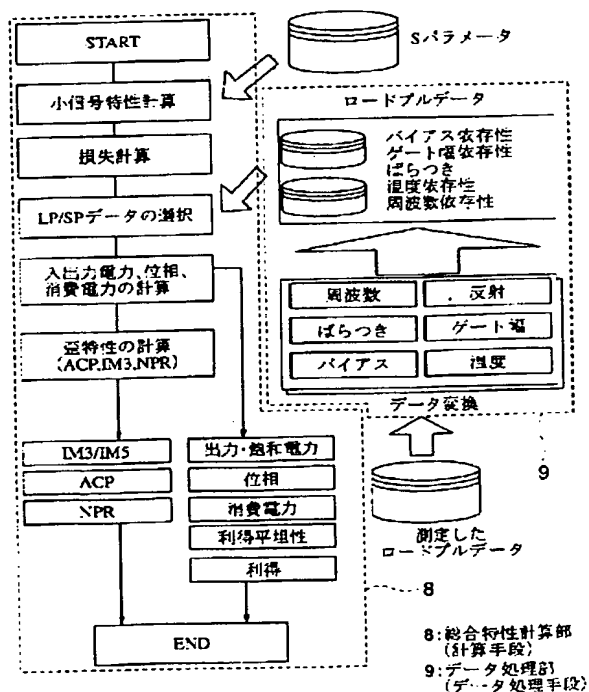 START
小信号特性計算
損失計算
LP/SPデータの選択
入出力電力、位相、
消費電力の計算
歪特性の計算
(ACP,IM3,NPR)
IM3/IM5
ACP
NPR
出力・飽和電力
位相
消費電力
利得平坦性
利得
END
Sパラメータ
ロードプルデータ
バイアス依存性
ゲート幅依存性
ばらつき
温度依存性
周波数依存性
周波数
反射
ばらつき
ゲート幅
バイアス
温度
データ変換
測定した
ロードプルデータ
9
8
8:総合特性計算部
(計算手段)
9:データ処理部
(データ処理手段)